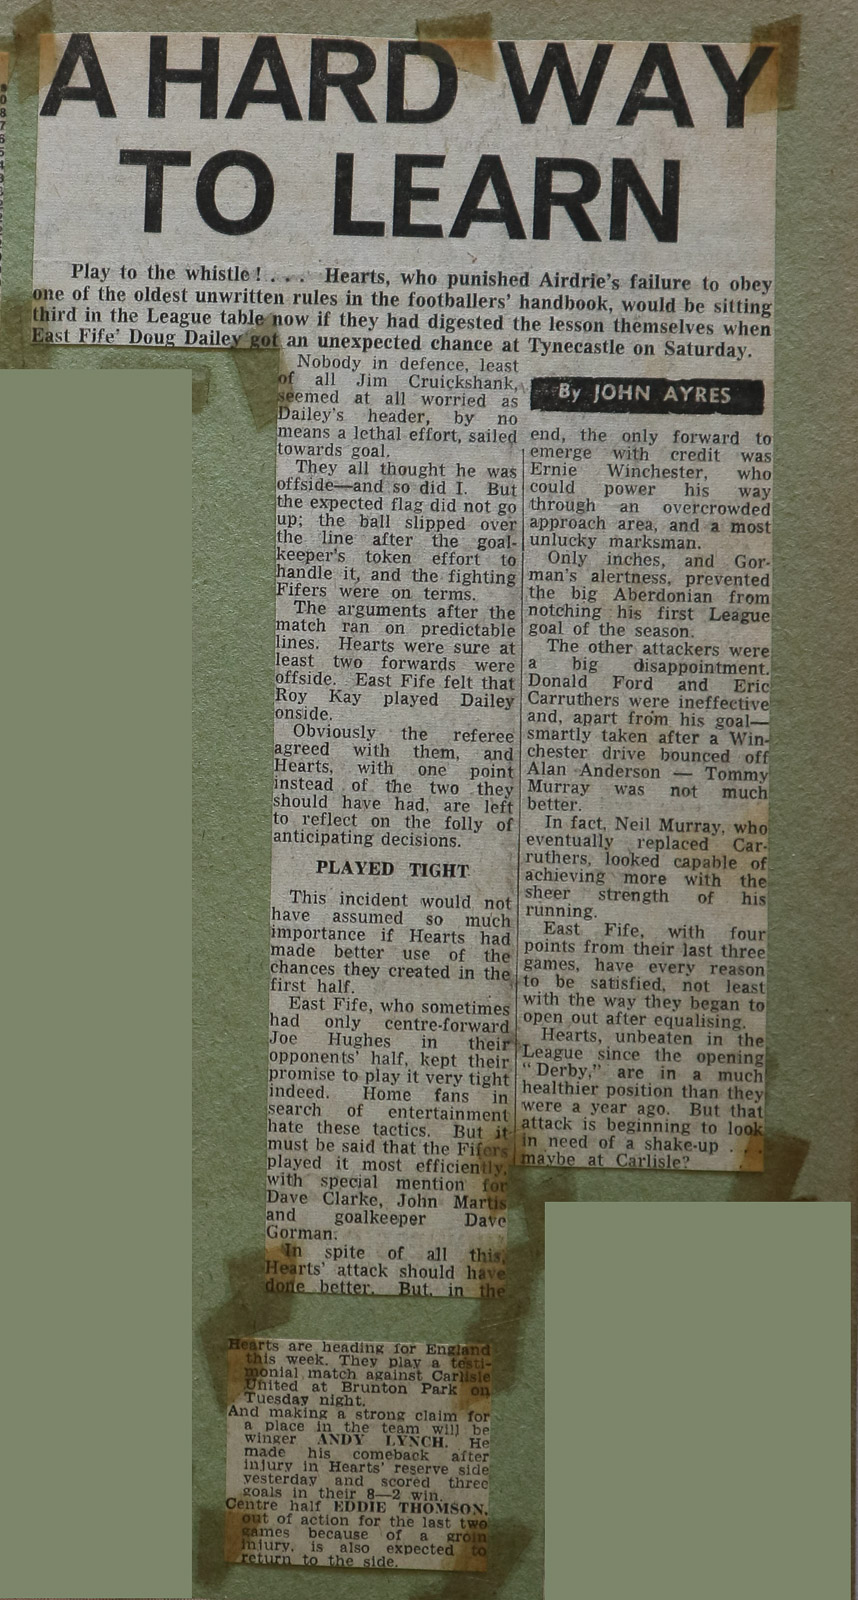 A HARD WAY
TO LEARN
Play to the whistle ! . . . Hearts, who punished Airdrie's failure to obey
one of the oldest unwritten rules in the footballers' handbook, would be sitting
third in the League table now if they had digested the lesson themselves when
East Fife' Doug Dailey got an unexpected chance at Tynecastle on Saturday.
Nobody in defence, least
of all Jim Cruickshank,
seemed at all worried as
Dailey's header, by no
means a lethal effort, sailed
towards goal.
They all thought he was
offside—and so did I. But
the expected flag did not go
up; the ball slipped over
the line after the goal-
keeper's token effort to
handle it, and the fighting
Fifers were on terms.
The arguments after the
match ran on predictable
lines. Hearts were sure at
least two forwards were
offside. East Fife felt that
Roy Kay played Dailey
onside.
Obviously the referee
agreed with them, and
Hearts, with one point
instead of the two they
should have had, are left
to reflect on the folly of
anticipating decisions.
PLAYED TIGHT
This incident would not
have assumed so much
importance if Hearts had
made better use of the
chances they created in the
first half.
East Fife, who sometimes
had only centre-forward
Joe Hughes in their
opponents' half, kept their
promise to play it very tight
indeed. Home fans in
search of entertainment
hate these tactics. But it
must be said that the Fifers
played it most efficiently,
with special mention for
Dave Clarke, John Martis
and goalkeeper Dave
Gorman.
In spite of all this,
Hearts' attack should have
done better. But, in the
By JOHN AYRES
end, the only forward to
emerge with credit was
Ernie Winchester, who
could power his way
through an overcrowded
approach area, and a most
unlucky marksman.
Only inches, and Gor-
man's alertness, prevented
the big Aberdonian from
notching his first League
goal of the season.
The other attackers were
a big disappointment.
Donald Ford and Eric
Carruthers were ineffective
and, apart from his goal—
smartly taken after a Win-
chester drive bounced off
Alan Anderson — Tommy
Murray was not much
better.
In fact, Neil Murray, who
eventually replaced Car-
ruthers, looked capable of
achieving more with the
sheer strength of his
running.
East Fife, with four
points from their last three
games, have every reason
to be satisfied, not least
with the way they began to
open out after equalising.
Hearts, unbeaten in the
League since the opening
"Derby," are in a much
healthier position than they
were a year ago. But that
attack is beginning to look
in need of a shake-up . . .
maybe at Carlisle?
Hearts are heading for England
this week. They play a testi-
monial match against Carlisle
United at Brunton Park on
Tuesday night.
And making a strong claim for
a place in the team will be
winger ANDY LYNCH. He
made his comeback after
injury in Hearts' reserve side
yesterday and scored three
goals in their 8—2 win.
Centre half EDDIE THOMSON,
out of action for the last two
games because of a groin
injury, is also expected to
return to the side.